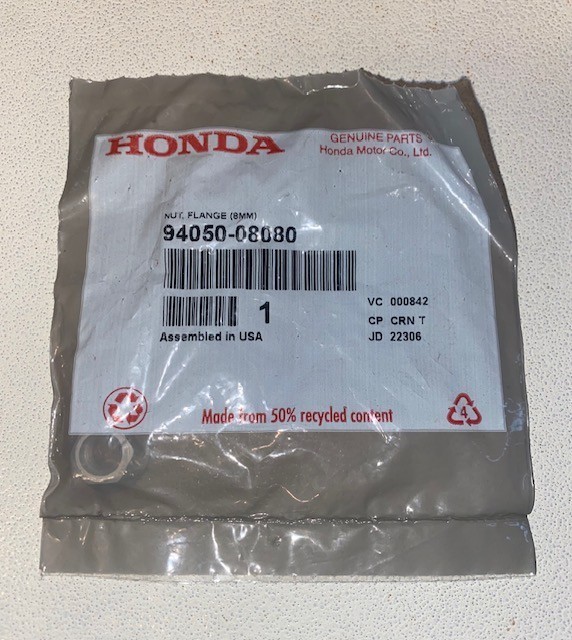 HONDA
GENUINE PARTS
Honda Motor Co., Ltd.
NUT, FLANGE (8MM)
94050-08080
1
VC 000842
CP CRN T
Assembled in USA
JD 22306
Made from 50% recycled content
4